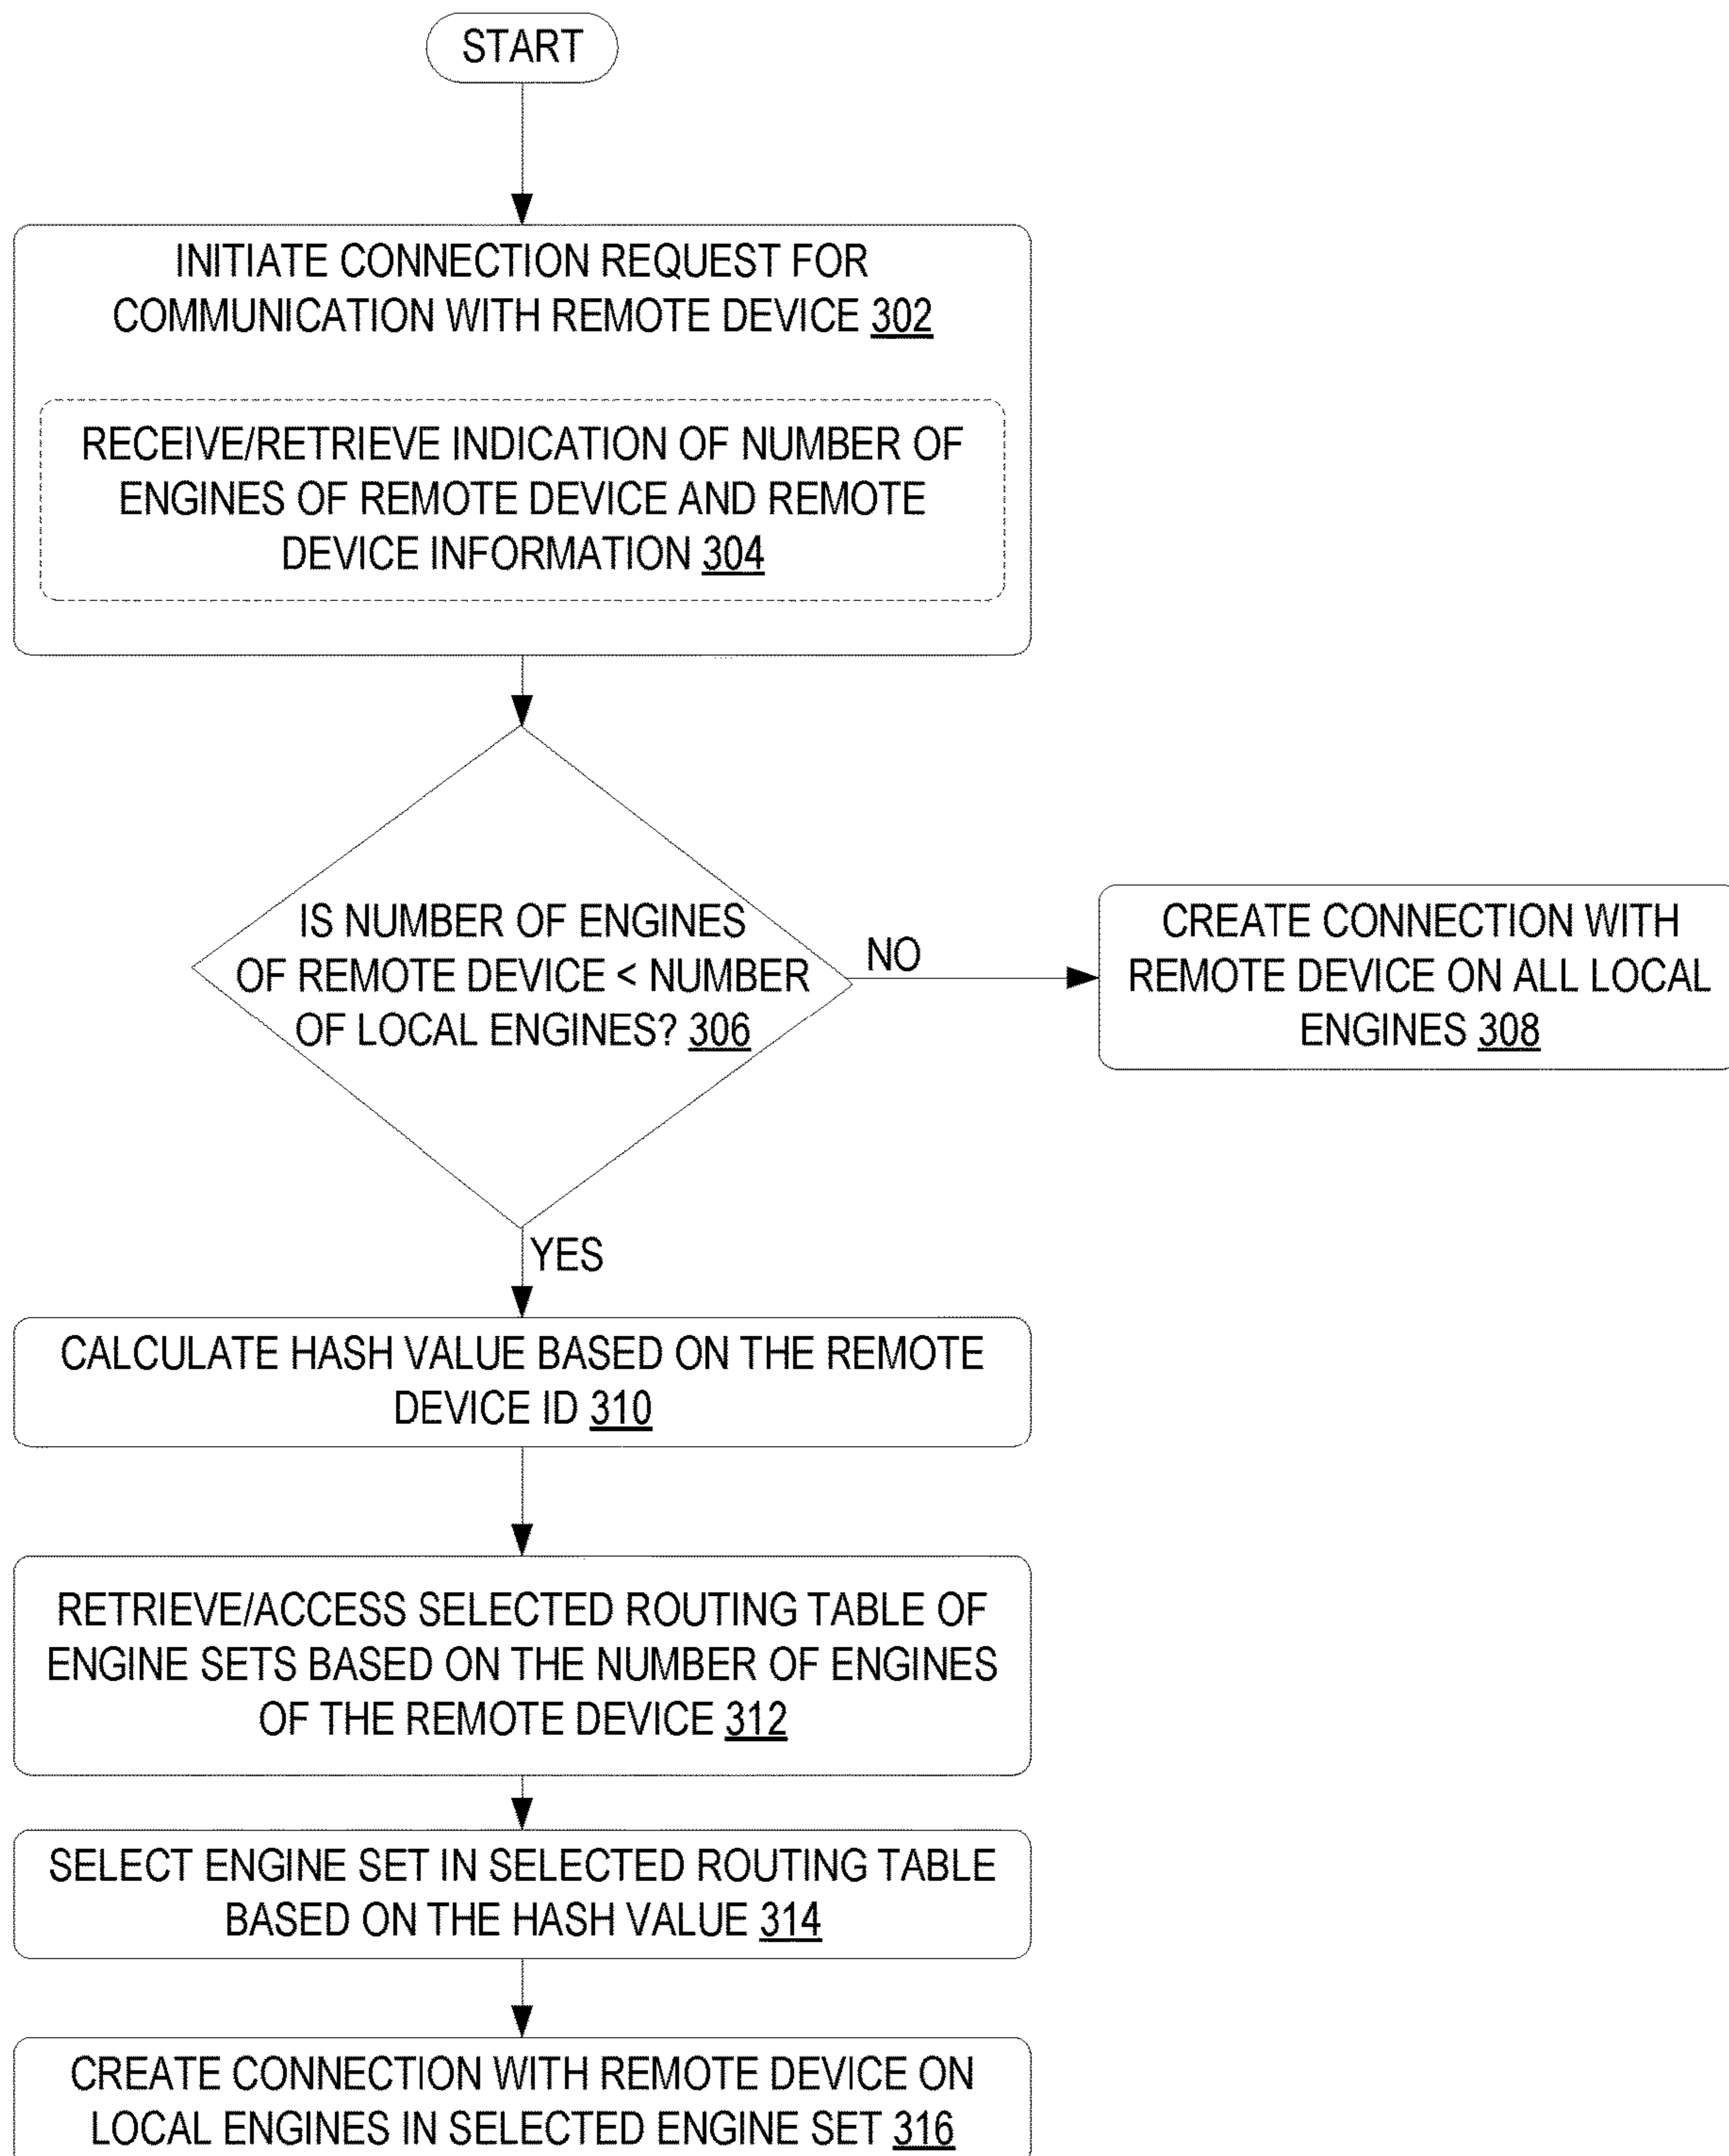 START
INITIATE CONNECTION REQUEST FOR
COMMUNICATION WITH REMOTE DEVICE 302
RECEIVE/RETRIEVE INDICATION OF NUMBER OF
ENGINES OF REMOTE DEVICE AND REMOTE
DEVICE INFORMATION 304
IS NUMBER OF ENGINES
OF REMOTE DEVICE < NUMBER
OF LOCAL ENGINES? 306
NO
CREATE CONNECTION WITH
REMOTE DEVICE ON ALL LOCAL
ENGINES 308
YES
CALCULATE HASH VALUE BASED ON THE REMOTE
DEVICE ID 310
RETRIEVE/ACCESS SELECTED ROUTING TABLE OF
ENGINE SETS BASED ON THE NUMBER OF ENGINES
OF THE REMOTE DEVICE 312
SELECT ENGINE SET IN SELECTED ROUTING TABLE
BASED ON THE HASH VALUE 314
CREATE CONNECTION WITH REMOTE DEVICE ON
LOCAL ENGINES IN SELECTED ENGINE SET 316